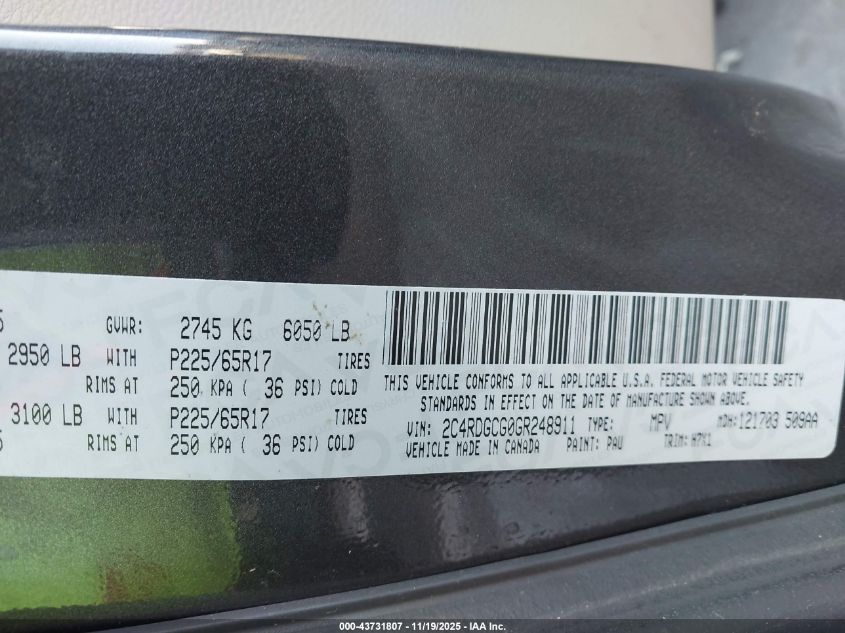 GVWR: 2745 KG 6050 LB
2950 LB WITH P225/65R17 TIRES
RIMS AT 250 KPA ( 36 PSI) COLD
3100 LB WITH P225/65R17 TIRES
RIMS AT 250 KPA ( 36 PSI) COLD
THIS VEHICLE CONFORMS TO ALL APPLICABLE U.S.A. FEDERAL MOTOR VEHICLE SAFETY
STANDARDS IN EFFECT ON THE DATE OF MANUFACTURE SHOWN ABOVE.
VIN: 2C4RDGCG0GR248911 TYPE: MPV MDH:121703 509AA
VEHICLE MADE IN CANADA PAINT: PAU TRIM:
000-43731807 - 11/19/2025 - IAA Inc.